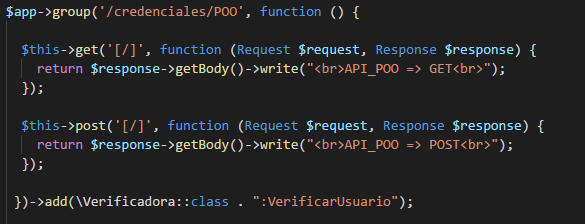 $app->group('/credenciales/POO', function () {
$this->get('[/]', function (Request $request, Response $response) {
return $response->getBody()->write("<br>API_POO => GET<br>");
});
$this->post('[/]', function (Request $request, Response $response) {
return $response->getBody()->write("<br>API_POO => POST<br>");
});
})->add(\Verificadora::class . ":VerificarUsuario");